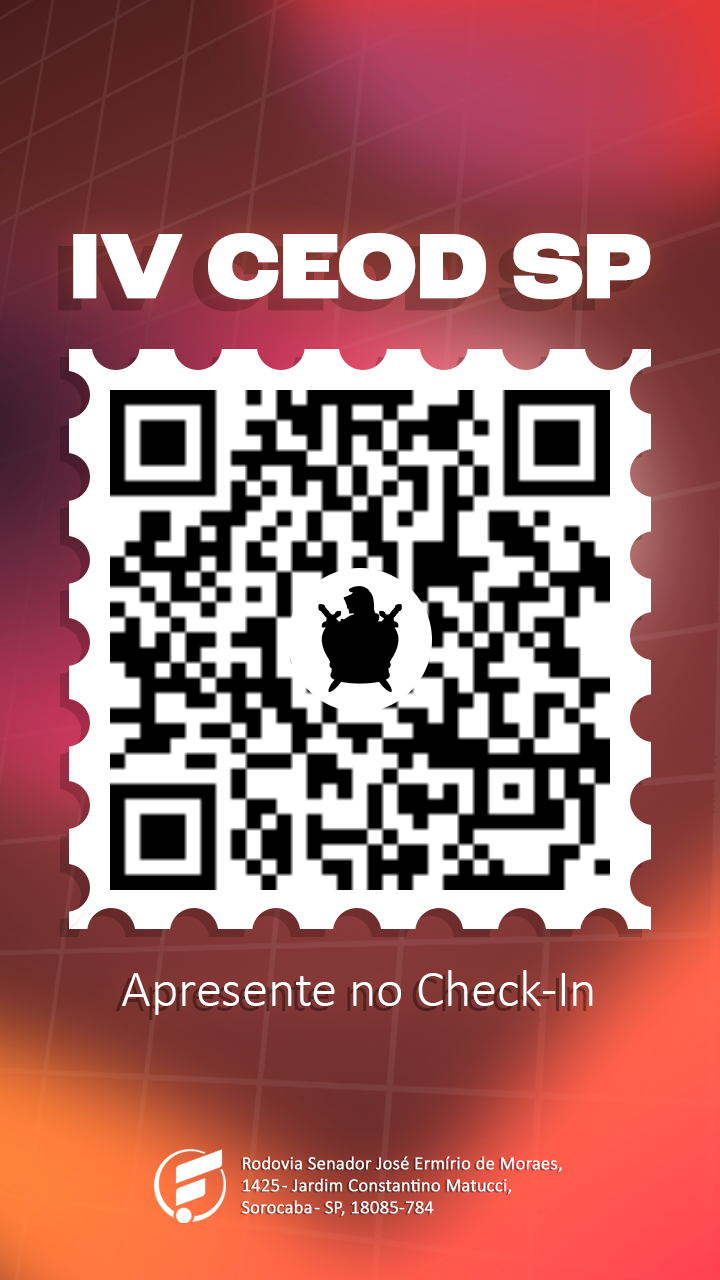 IV CEOD SP
Apresente no Check-In
Rodovia Senador José Ermírio de Moraes,
1425- Jardim Constantino Matucci,
Sorocaba- SP, 18085-784